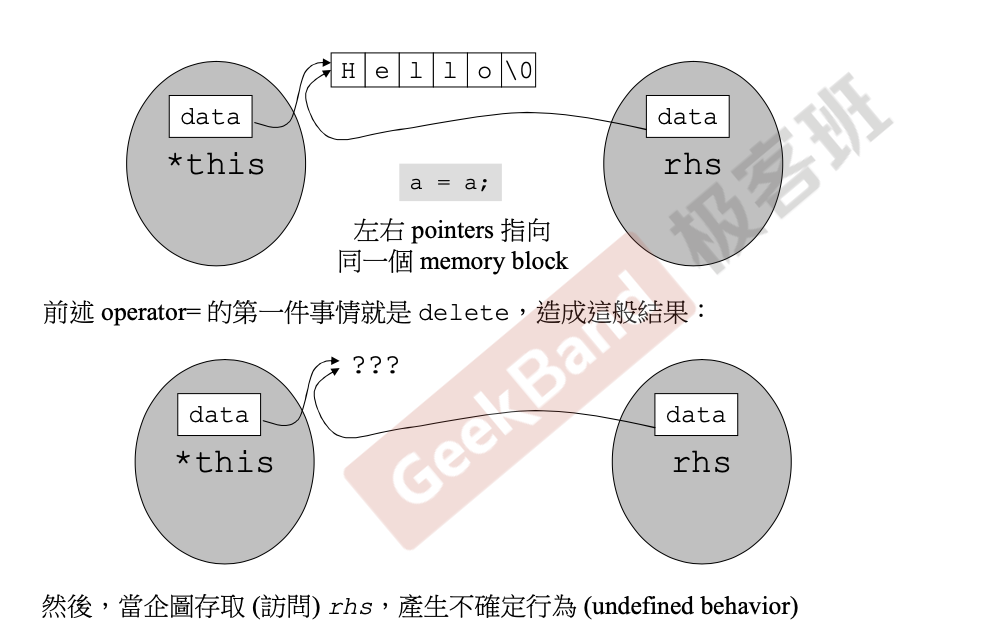 H e l l o \0
data
data
*this
rhs
a = a;
左右 pointers 指向
同一個 memory block
前述 operator= 的第一件事情就是 delete，造成這般結果：
???
data
data
*this
rhs
然後，當企圖存取 (訪問) rhs，產生不確定行為 (undefined behavior)
GeekBand 极客班